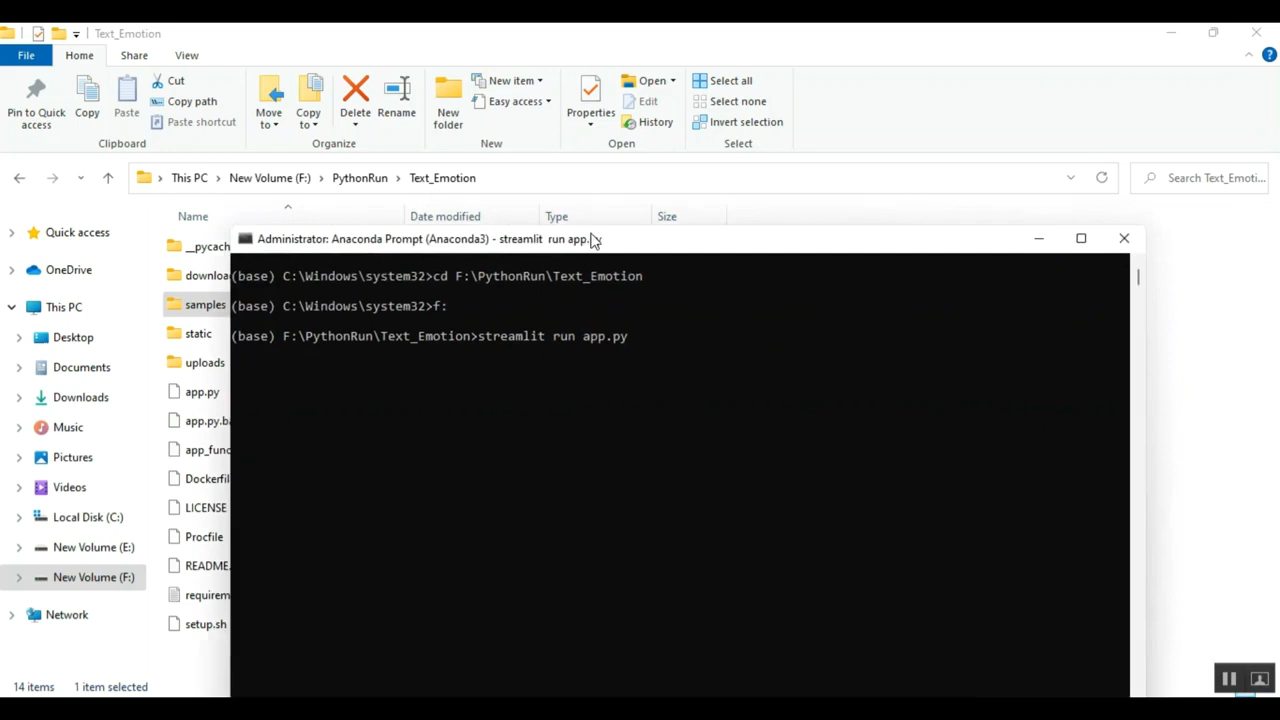 Text_Emotion
File
Home
Share
View
Pin to Quick access
Copy
Paste
Cut
Copy path
Paste shortcut
Clipboard
Move to
Copy to
Delete
Rename
Organize
New folder
New item
Easy access
New
Properties
Open
Edit
History
Open
Select all
Select none
Invert selection
Select
This PC > New Volume (F:) > PythonRun > Text_Emotion
Search Text_Emoti...
Name
Date modified
Type
Size
Quick access
OneDrive
This PC
Desktop
Documents
Downloads
Music
Pictures
Videos
Local Disk (C:)
New Volume (E:)
New Volume (F:)
Network
__pycach
downloa
samples
static
uploads
app.py
app.py.ba
app_func
Dockerfil
LICENSE
Procfile
README.
requirem
setup.sh
Administrator: Anaconda Prompt (Anaconda3) - streamlit run app.py
(base) C:\Windows\system32>cd F:\PythonRun\Text_Emotion
(base) C:\Windows\system32>f:
(base) F:\PythonRun\Text_Emotion>streamlit run app.py
14 items
1 item selected